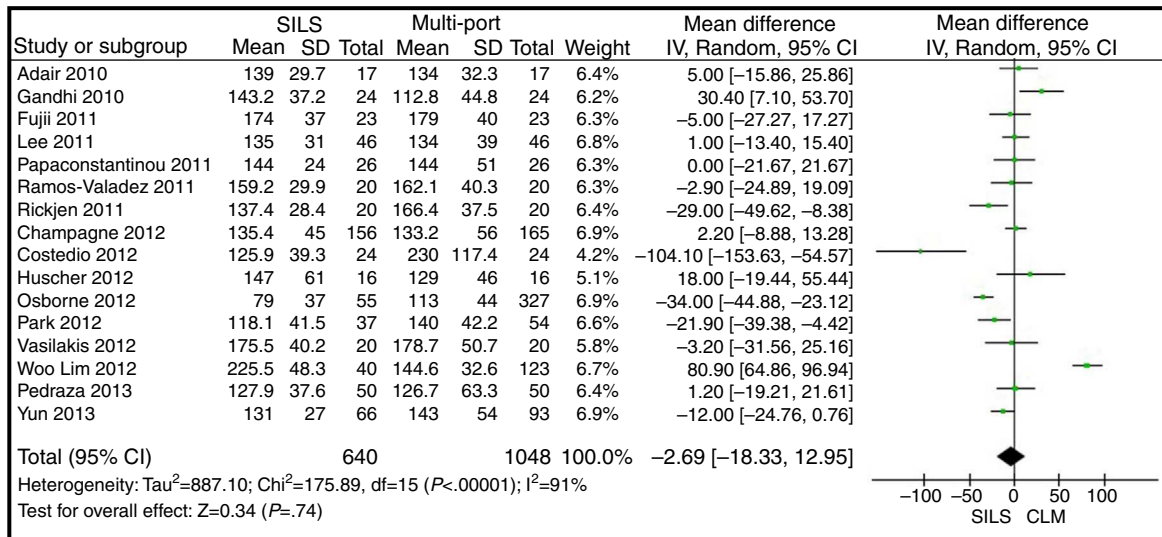 SILS Multi-port Mean difference Mean difference
Study or subgroup Mean SD Total Mean SD Total Weight IV, Random, 95% CI IV, Random, 95% CI
Adair 2010 139 29.7 17 134 32.3 17 6.4% 5.00 [–15.86, 25.86]
Gandhi 2010 143.2 37.2 24 112.8 44.8 24 6.2% 30.40 [7.10, 53.70]
Fujii 2011 174 37 23 179 40 23 6.2% –5.00 [–27.27, 17.27]
Lee 2011 135 31 46 134 39 46 6.8% 1.00 [–13.40, 15.40]
Papaconstantinou 2011 144 24 26 144 51 26 6.3% 0.00 [–21.67, 21.67]
Ramos-Valadez 2011 159.2 29.9 20 162.1 40.3 20 6.3% –2.90 [–24.89, 19.09]
Rickjen 2011 137.4 28.4 20 166.4 37.5 20 6.4% –29.00 [–49.62, –8.38]
Champagne 2012 135.4 45 156 133.2 56 165 6.9% 2.20 [–8.88, 13.28]
Costedio 2012 125.9 39.3 24 230 117.4 24 4.2% –104.10 [–153.63, –54.57]
Huscher 2012 147 61 16 129 46 16 5.1% 18.00 [–19.44, 55.44]
Osborne 2012 79 37 55 113 44 327 6.9% –34.00 [–44.88, –23.12]
Park 2012 118.1 41.5 37 140 42.2 54 6.6% –21.90 [–39.38, –4.42]
Vasilakis 2012 175.5 40.2 20 178.7 50.7 20 5.8% –3.20 [–31.56, 25.16]
Woo Lim 2012 225.5 48.3 40 144.6 32.6 123 6.7% 80.90 [64.86, 96.94]
Pedraza 2013 127.9 37.6 50 126.7 63.3 50 6.4% 1.20 [–19.21, 21.61]
Yun 2013 131 27 66 143 54 93 6.9% –12.00 [–24.76, 0.76]
Total (95% CI) 640 1048 100.0% –2.69 [–18.33, 12.95]
Heterogeneity: Tau²=887.10; Chi²=175.89, df=15 (P<.00001); I²=91%
Test for overall effect: Z=0.34 (P=.74)
–100 –50 0 50 100
SILS CLM